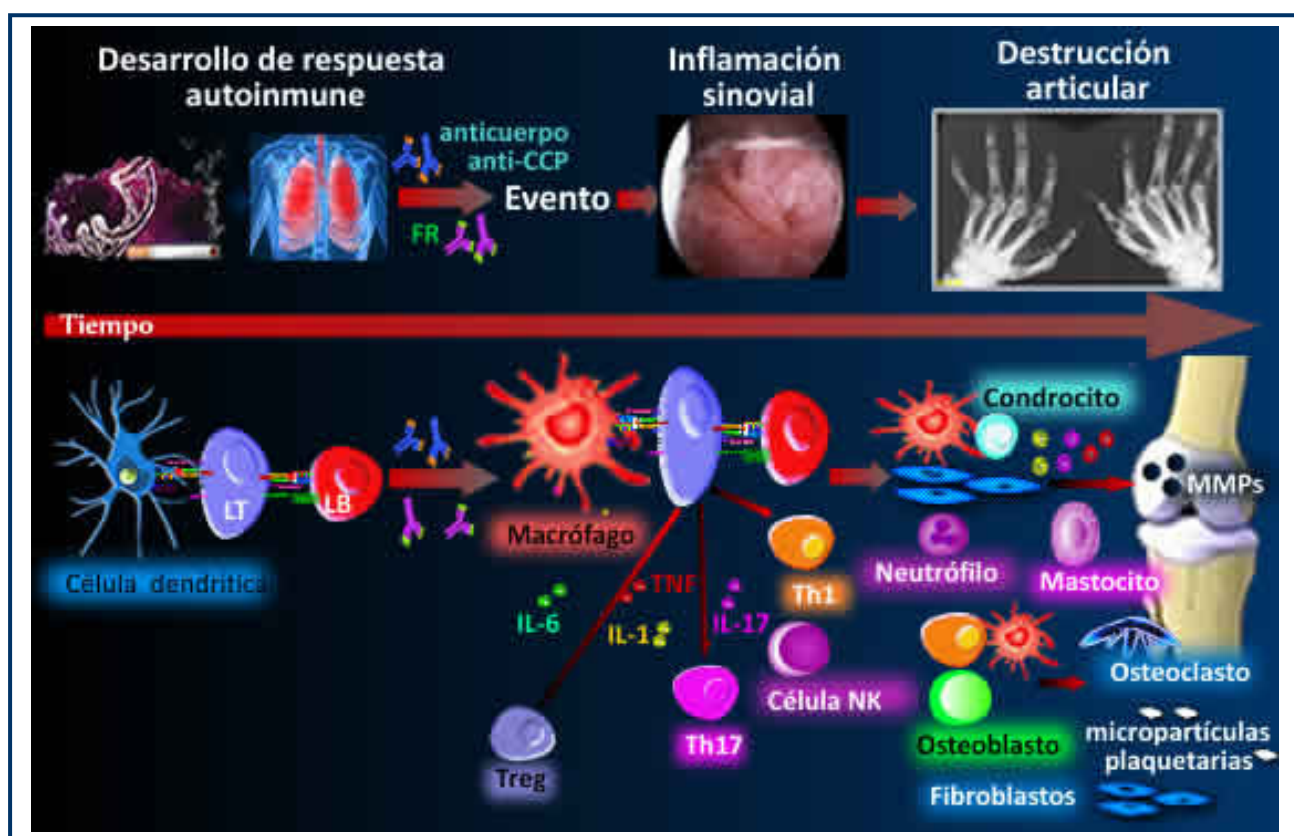 Desarrollo de respuesta
autoinmune
anticuerpo
anti-CCP
FR
Evento
Inflamación
sinovial
Destrucción
articular
Tiempo
LT
LB
Célula dendritica
Macrófago
IL-6
TNF
IL-1
IL-17
Treg
Th17
Th1
Célula NK
Condrocito
MMPs
Neutrófilo
Mastocito
Osteoclasto
Osteoblasto
micropartículas
plaquetarias
Fibroblastos